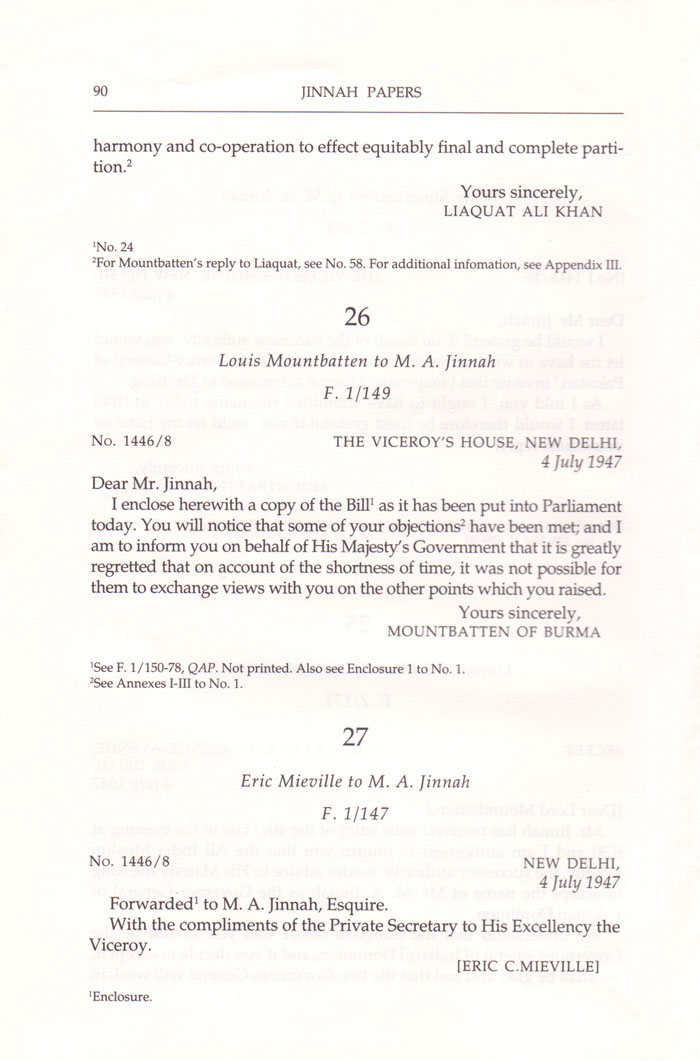 90 JINNAH PAPERS
harmony and co-operation to effect equitably final and complete parti-
tion.²
Yours sincerely,
LIAQUAT ALI KHAN
¹No. 24
²For Mountbatten's reply to Liaquat, see No. 58. For additional infomation, see Appendix III.
26
Louis Mountbatten to M. A. Jinnah
F. 1/149
No. 1446/8 THE VICEROY'S HOUSE, NEW DELHI,
4 July 1947
Dear Mr. Jinnah,
I enclose herewith a copy of the Bill¹ as it has been put into Parliament
today. You will notice that some of your objections² have been met; and I
am to inform you on behalf of His Majesty's Government that it is greatly
regretted that on account of the shortness of time, it was not possible for
them to exchange views with you on the other points which you raised.
Yours sincerely,
MOUNTBATTEN OF BURMA
¹See F. 1/150-78, QAP. Not printed. Also see Enclosure 1 to No. 1.
²See Annexes I-III to No. 1.
27
Eric Mieville to M. A. Jinnah
F. 1/147
No. 1446/8 NEW DELHI,
4 July 1947
Forwarded¹ to M. A. Jinnah, Esquire.
With the compliments of the Private Secretary to His Excellency the
Viceroy.
[ERIC C.MIEVILLE]
¹Enclosure.